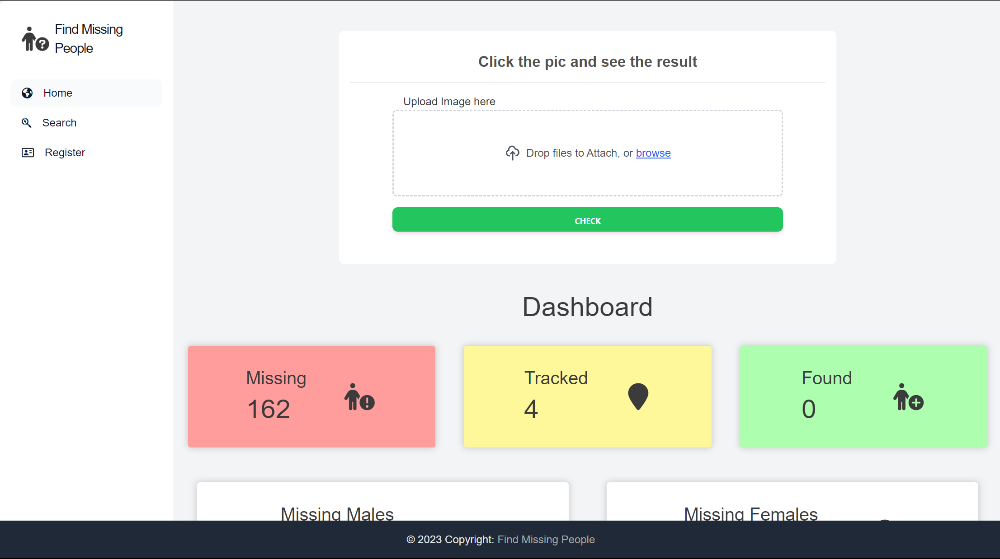 Find Missing
People
Home
Search
Register
Click the pic and see the result
Upload Image here
Drop files to Attach, or browse
CHECK
Dashboard
Missing
162
Tracked
4
Found
0
Missing Males
Missing Females
© 2023 Copyright: Find Missing People